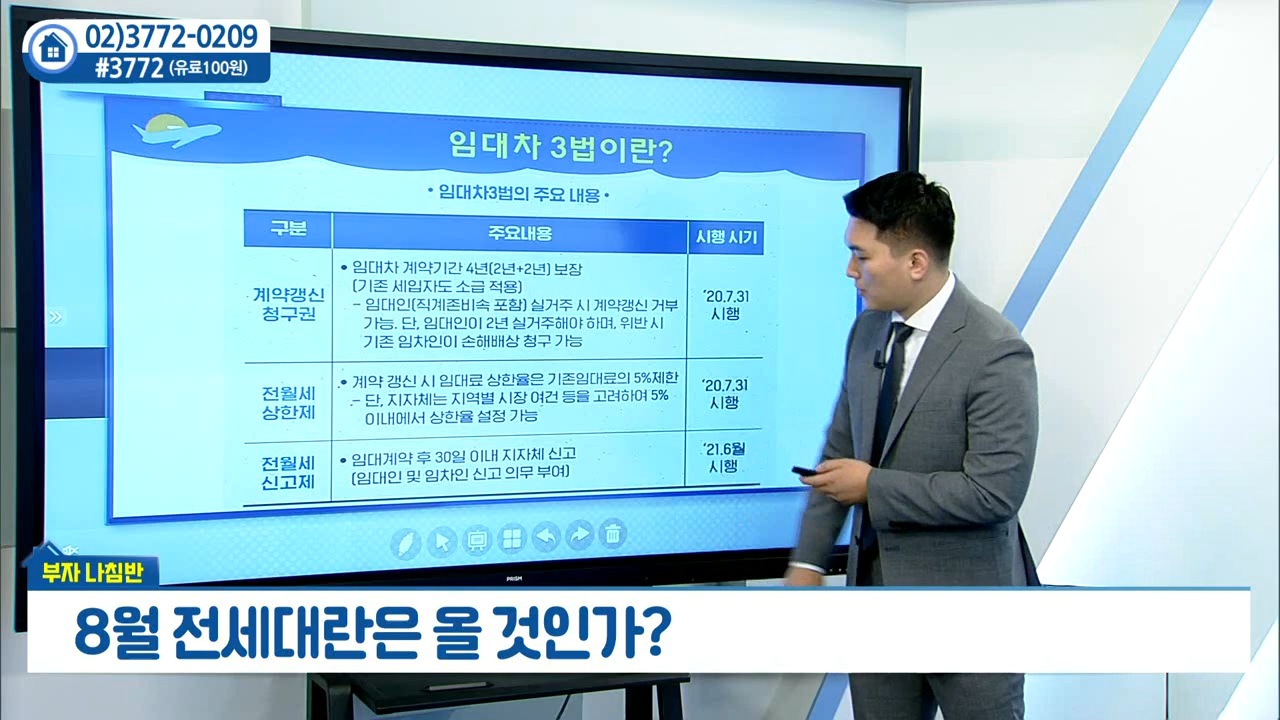 02)3772-0209
#3772 (유료100원)
임대차 3법이란?
• 임대차3법의 주요 내용 •
구분
주요내용
시행 시기
계약갱신
청구권
• 임대차 계약기간 4년(2년+2년) 보장
(기존 세입자도 소급 적용)
- 임대인(직계존비속 포함) 실거주 시 계약갱신 거부
가능. 단, 임대인이 2년 실거주해야 하며, 위반 시
기존 임차인이 손해배상 청구 가능
'20.7.31
시행
전월세
상한제
• 계약 갱신 시 임대료 상한율은 기존임대료의 5%제한
- 단, 지자체는 지역별 시장 여건 등을 고려하여 5%
이내에서 상한율 설정 가능
'20.7.31
시행
전월세
신고제
• 임대계약 후 30일 이내 지자체 신고
(임대인 및 임차인 신고 의무 부여)
'21.6월
시행
PRISM
부자 나침반
8월 전세대란은 올 것인가?